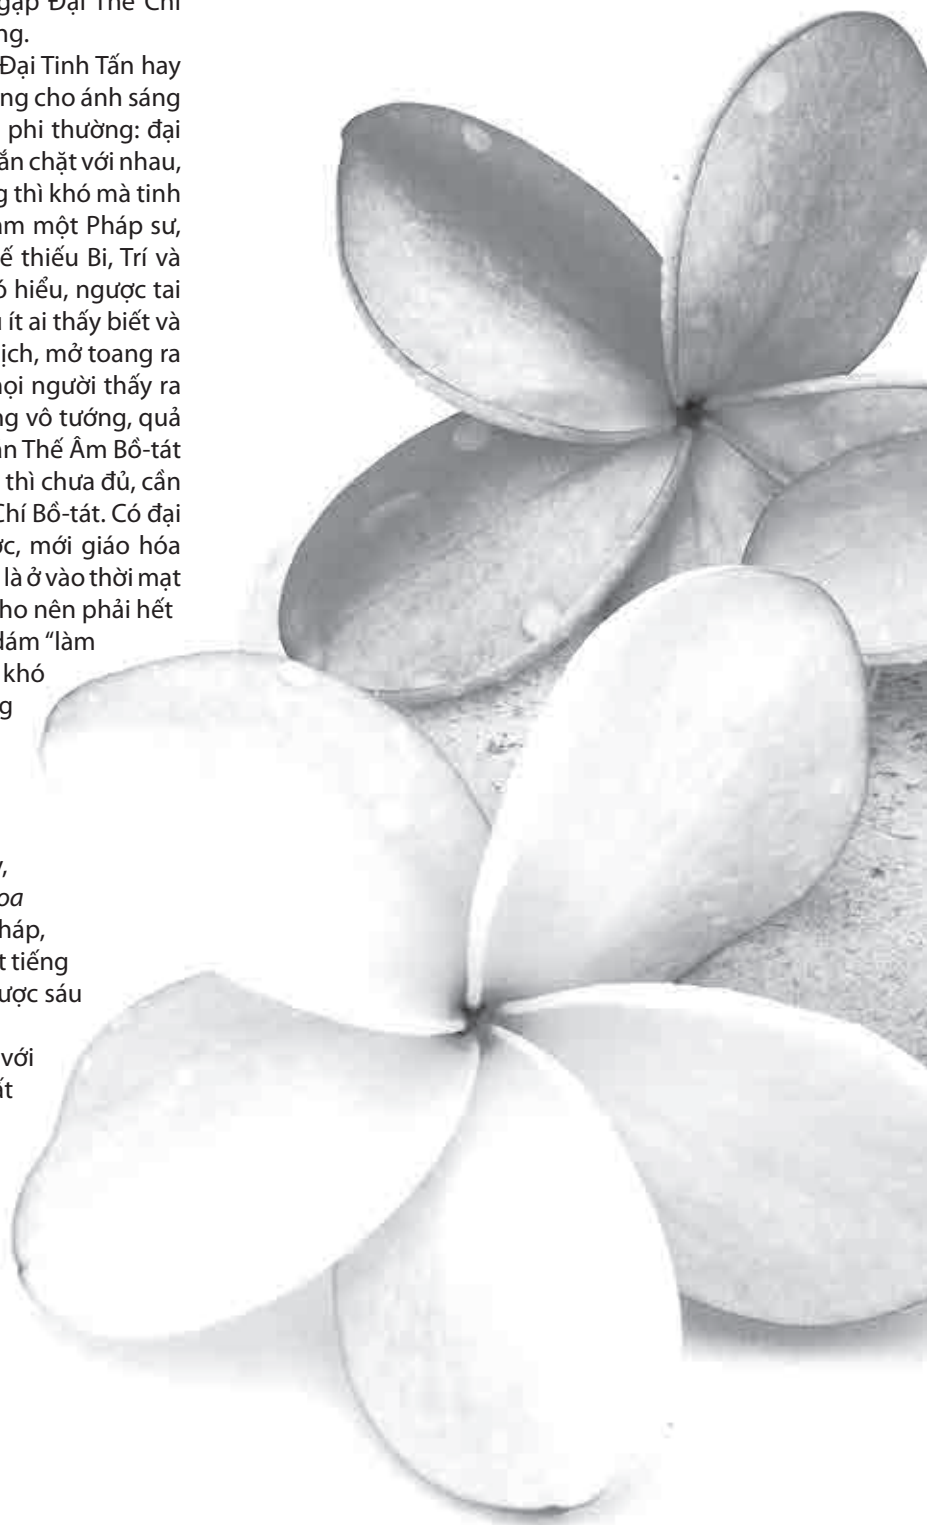 gặp Đại Thế Chí
ng.
Đại Tinh Tấn hay
ng cho ánh sáng
phi thường: đại
ắn chặt với nhau,
g thì khó mà tinh
àm một Pháp sư,
ế thiếu Bi, Trí và
ó hiểu, ngược tai
u ít ai thấy biết và
ịch, mở toang ra
nọi người thấy ra
ng vô tướng, quả
an Thế Âm Bồ-tát
thì chưa đủ, cần
Chí Bồ-tát. Có đại
ợc, mới giáo hóa
là ở vào thời mạt
ho nên phải hết
dám “làm
khó
g
y,
oa
háp,
t tiếng
ược sáu
với
ất